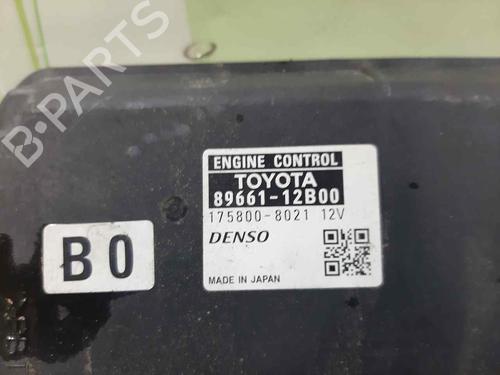 B-PARTS
ENGINE CONTROL
TOYOTA
89661-12B00
175800-8021 12V
DENSO
MADE IN JAPAN
B0